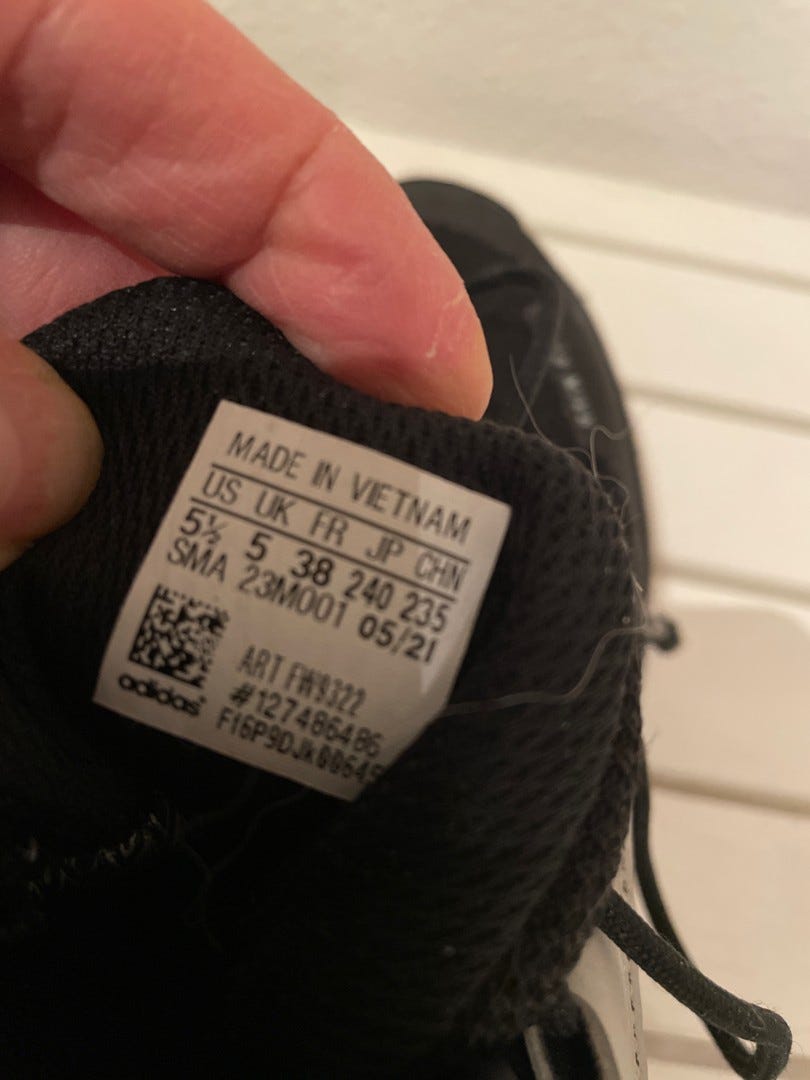 MADE IN VIETNAM
US UK FR JP CHN
5½ 5 38 240 235
SMA 23M001 05/21
ART FW9322
#127486486
adidas